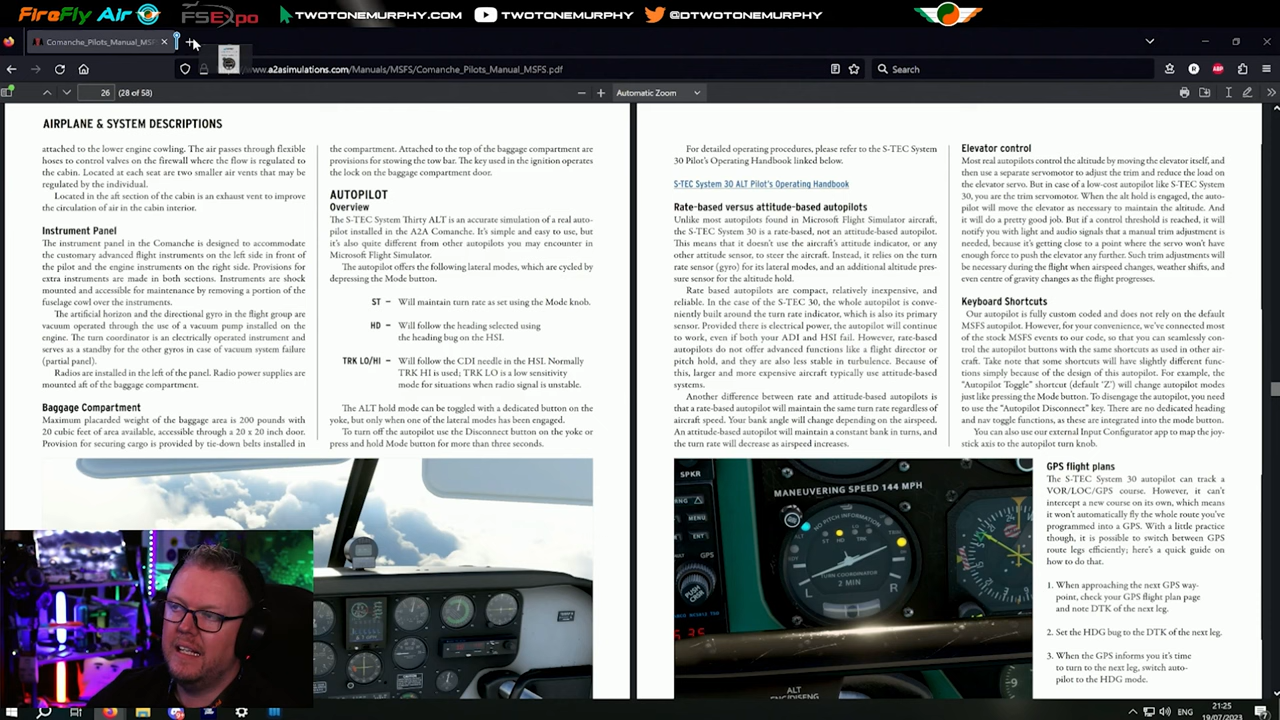 FireFly Air
FSExpo
TWOTONEMURPHY.COM
TWOTONEMURPHY
@DTWOTONEMURPHY
Comanche_Pilots_Manual_MSF
www.a2asimulations.com/Manuals/MSFS/Comanche_Pilots_Manual_MSFS.pdf
Search
26
(28 of 58)
Automatic Zoom
AIRPLANE & SYSTEM DESCRIPTIONS
attached to the lower engine cowling. The air passes through flexible
hoses to control valves on the firewall where the flow is regulated to
the cabin. Located at each seat are two smaller air vents that may be
regulated by the individual.
Located in the aft section of the cabin is an exhaust vent to improve
the circulation of air in the cabin interior.
Instrument Panel
The instrument panel in the Comanche is designed to accommodate
the customary advanced flight instruments on the left side in front of
the pilot and the engine instruments on the right side. Provisions for
extra instruments are made in both sections. Instruments are shock
mounted and accessible for maintenance by removing a portion of the
fuselage cowl over the instruments.
The artificial horizon and the directional gyro in the flight group are
vacuum operated through the use of a vacuum pump installed on the
engine. The turn coordinator is an electrically operated instrument and
serves as a standby for the other gyros in case of vacuum system failure
(partial panel).
Radios are installed in the left of the panel. Radio power supplies are
mounted aft of the baggage compartment.
Baggage Compartment
Maximum placarded weight of the baggage area is 200 pounds with
20 cubic feet of area available, accessible through a 20 x 20 inch door.
Provision for securing cargo is provided by tie-down belts installed in
the compartment. Attached to the top of the baggage compartment are
provisions for stowing the tow bar. The key used in the ignition operates
the lock on the baggage compartment door.
AUTOPILOT
Overview
The S-TEC System Thirty ALT is an accurate simulation of a real auto-
pilot installed in the A2A Comanche. It's simple and easy to use, but
it's also quite different from other autopilots you may encounter in
Microsoft Flight Simulator.
The autopilot offers the following lateral modes, which are cycled by
depressing the Mode button.
ST – Will maintain turn rate as set using the Mode knob.
HD – Will follow the heading selected using
the heading bug on the HSI.
TRK LO/HI – Will follow the CDI needle in the HSI. Normally
TRK HI is used; TRK LO is a low sensitivity
mode for situations when radio signal is unstable.
The ALT hold mode can be toggled with a dedicated button on the
yoke, but only when one of the lateral modes has been engaged.
To turn off the autopilot use the Disconnect button on the yoke or
press and hold Mode button for more than three seconds.
For detailed operating procedures, please refer to the S-TEC System
30 Pilot's Operating Handbook linked below.
S-TEC System 30 ALT Pilot's Operating Handbook
Rate-based versus attitude-based autopilots
Unlike most autopilots found in Microsoft Flight Simulator aircraft,
the S-TEC System 30 is a rate-based, not an attitude-based autopilot.
This means that it doesn't use the aircraft's attitude indicator, or any
other attitude sensor, to steer the aircraft. Instead, it relies on the turn
rate sensor (gyro) for its lateral modes, and an additional altitude pres-
sure sensor for the altitude hold.
Rate based autopilots are compact, relatively inexpensive, and
reliable. In the case of the S-TEC 30, the whole autopilot is conve-
niently built around the turn rate indicator, which is also its primary
sensor. Provided there is electrical power, the autopilot will continue
to work, even if both your ADI and HSI fail. However, rate-based
autopilots do not offer advanced functions like a flight director or
pitch hold, and they are also less stable in turbulence. Because of
this, larger and more expensive aircraft typically use attitude-based
systems.
Another difference between rate and attitude-based autopilots is
that a rate-based autopilot will maintain the same turn rate regardless of
aircraft speed. Your bank angle will change depending on the airspeed.
An attitude-based autopilot will maintain a constant bank in turns, and
the turn rate will decrease as airspeed increases.
Elevator control
Most real autopilots control the altitude by moving the elevator itself, and
then use a separate servomotor to adjust the trim and reduce the load on
the elevator servo. But in case of a low-cost autopilot like S-TEC System
30, you are the trim servomotor. When the alt hold is engaged, the auto-
pilot will move the elevator as necessary to maintain the altitude. And
it will do a pretty good job. But if a control threshold is reached, it will
notify you with light and audio signals that a manual trim adjustment is
needed, because it's getting close to a point where the servo won't have
enough force to push the elevator any further. Such trim adjustments will
be necessary during the flight when airspeed changes, weather shifts, and
even centre of gravity changes as the flight progresses.
Keyboard Shortcuts
Our autopilot is fully custom coded and does not rely on the default
MSFS autopilot. However, for your convenience, we've connected most
of the stock MSFS events to our code, so that you can seamlessly con-
trol the autopilot buttons with the same shortcuts as used in other air-
craft. Take note that some shortcuts will have slightly different func-
tions simply because of the design of this autopilot. For example, the
"Autopilot Toggle" shortcut (default 'Z') will change autopilot modes
just like pressing the Mode button. To disengage the autopilot, you need
to use the "Autopilot Disconnect" key. There are no dedicated heading
and nav toggle functions, as these are integrated into the mode button.
You can also use our external Input Configurator app to map the joy-
stick axis to the autopilot turn knob.
GPS flight plans
The S-TEC System 30 autopilot can track a
VOR/LOC/GPS course. However, it can't
intercept a new course on its own, which means
it won't automatically fly the whole route you've
programmed into a GPS. With a little practice
though, it is possible to switch between GPS
route legs efficiently; here's a quick guide on
how to do that.
1. When approaching the next GPS way-
point, check your GPS flight plan page
and note DTK of the next leg.
2. Set the HDG bug to the DTK of the next leg.
3. When the GPS informs you it's time
to turn to the next leg, switch auto-
pilot to the HDG mode.
SPKR
MENU
ENT
GPS
PUSH
MANEUVERING SPEED 144 MPH
NO PITCH INFORMATION
ALT
ST
HD
TRK
TRIM
TURN COORDINATOR
2 MIN
L
R
ALT
ENG/DISENG
ENG
21:25
19/07/2023